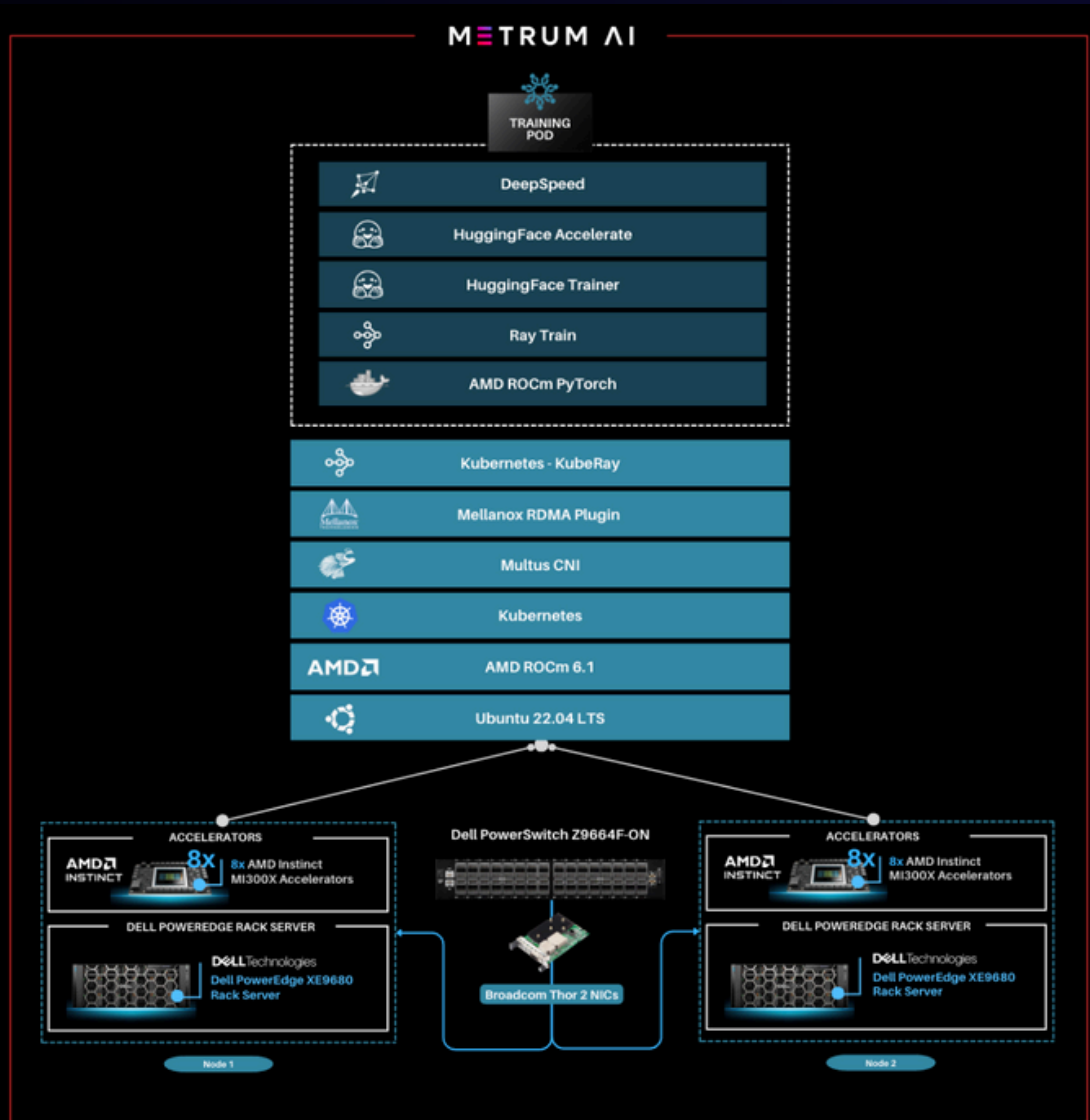 METRUM AI
TRAINING
POD
DeepSpeed
HuggingFace Accelerate
HuggingFace Trainer
Ray Train
AMD ROCm PyTorch
Kubernetes - KubeRay
Mellanox
Mellanox RDMA Plugin
Multus CNI
Kubernetes
AMD
AMD ROCm 6.1
Ubuntu 22.04 LTS
ACCELERATORS
AMD
INSTINCT
8x
8x AMD Instinct
MI300X Accelerators
DELL POWEREDGE RACK SERVER
DELLTechnologies
Dell PowerEdge XE9680
Rack Server
Node 1
Dell PowerSwitch Z9664F-ON
Broadcom Thor 2 NICs
ACCELERATORS
AMD
INSTINCT
8x
8x AMD Instinct
MI300X Accelerators
DELL POWEREDGE RACK SERVER
DELLTechnologies
Dell PowerEdge XE9680
Rack Server
Node 2